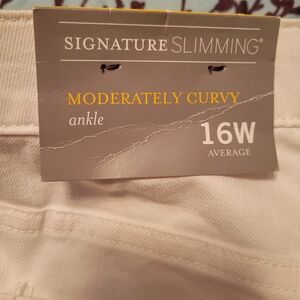 SIGNATURE SLIMMING®
MODERATELY CURVY
ankle
16W
AVERAGE